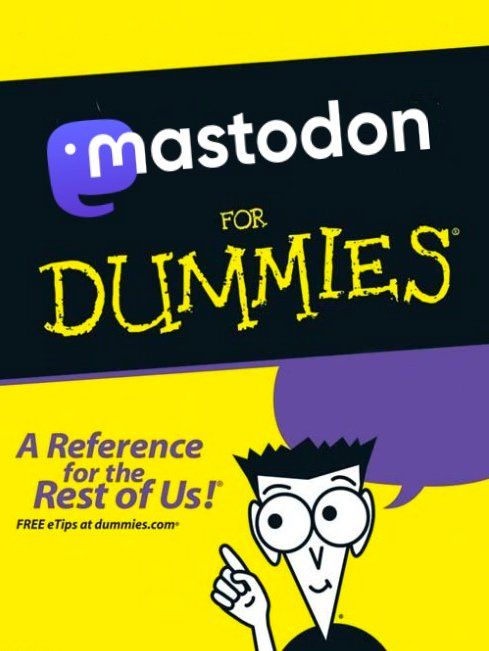 mastodon
FOR
DUMMIES®
A Reference
for the
Rest of Us!®
FREE eTips at dummies.com®